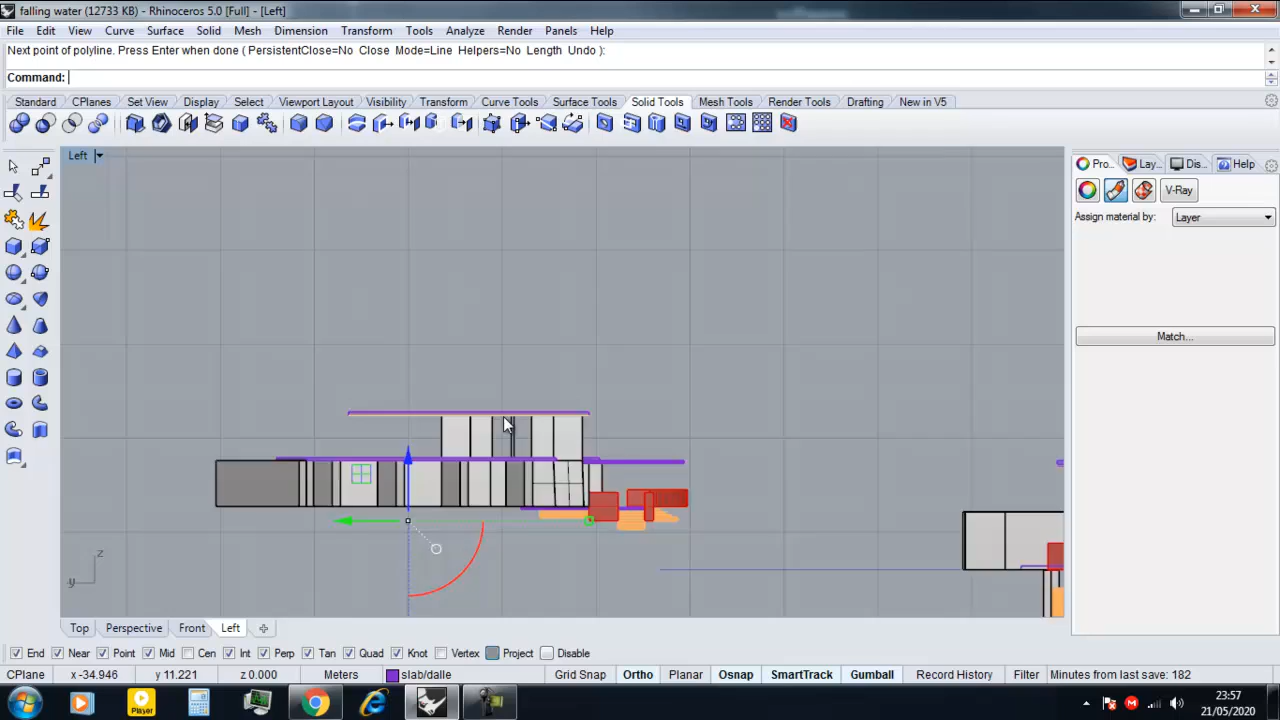 falling water (12733 KB) - Rhinoceros 5.0 [Full] - [Left]
File Edit View Curve Surface Solid Mesh Dimension Transform Tools Analyze Render Panels Help
Next point of polyline. Press Enter when done ( PersistentClose=No Close Mode=Line Helpers=No Length Undo ):
Command:
Standard CPlanes Set View Display Select Viewport Layout Visibility Transform Curve Tools Surface Tools Solid Tools Mesh Tools Render Tools Drafting New in V5
Left
Pro... Lay... Dis... Help
V-Ray
Assign material by: Layer
Match...
z
y
Top Perspective Front Left
End Near Point Mid Cen Int Perp Tan Quad Knot Vertex Project Disable
CPlane x -34.946 y 11.221 z 0.000 Meters slab/dalle Grid Snap Ortho Planar Osnap SmartTrack Gumball Record History Filter Minutes from last save: 182
Player
23:57
21/05/2020